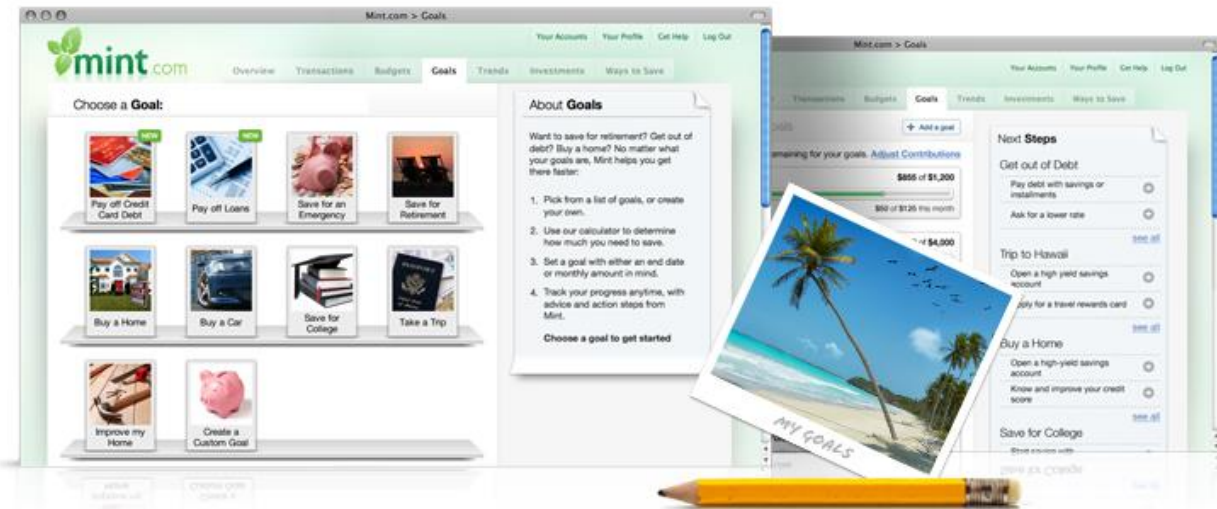 Mint.com > Goals
mint.com
Your Accounts Your Profile Get Help Log Out
Overview Transactions Budgets Goals Trends Investments Ways to Save
Choose a Goal:
NEW
Pay off Credit
Card Debt
NEW
Pay off Loans
Save for an
Emergency
Save for
Retirement
Buy a Home
Buy a Car
Save for
College
PASSPORT
Take a Trip
Improve my
Home
Create a
Custom Goal
About Goals
Want to save for retirement? Get out of
debt? Buy a home? No matter what
your goals are, Mint helps you get
there faster:
1. Pick from a list of goals, or create
your own.
2. Use our calculator to determine
how much you need to save.
3. Set a goal with either an end date
or monthly amount in mind.
4. Track your progress anytime, with
advice and action steps from
Mint.
Choose a goal to get started
Mint.com > Goals
Your Accounts Your Profile Get Help Log Out
Transactions Budgets Goals Trends Investments Ways to Save
+ Add a goal
for your goals. Adjust Contributions
$855 of $1,200
$50 of $125 this month
of $4,000
MY GOALS
Next Steps
Get out of Debt
Pay debt with savings or
installments
Ask for a lower rate
see all
Trip to Hawaii
Open a high yield savings
account
for a travel rewards card
see all
Buy a Home
Open a high-yield savings
account
Know and improve your credit
score
see all
Save for College